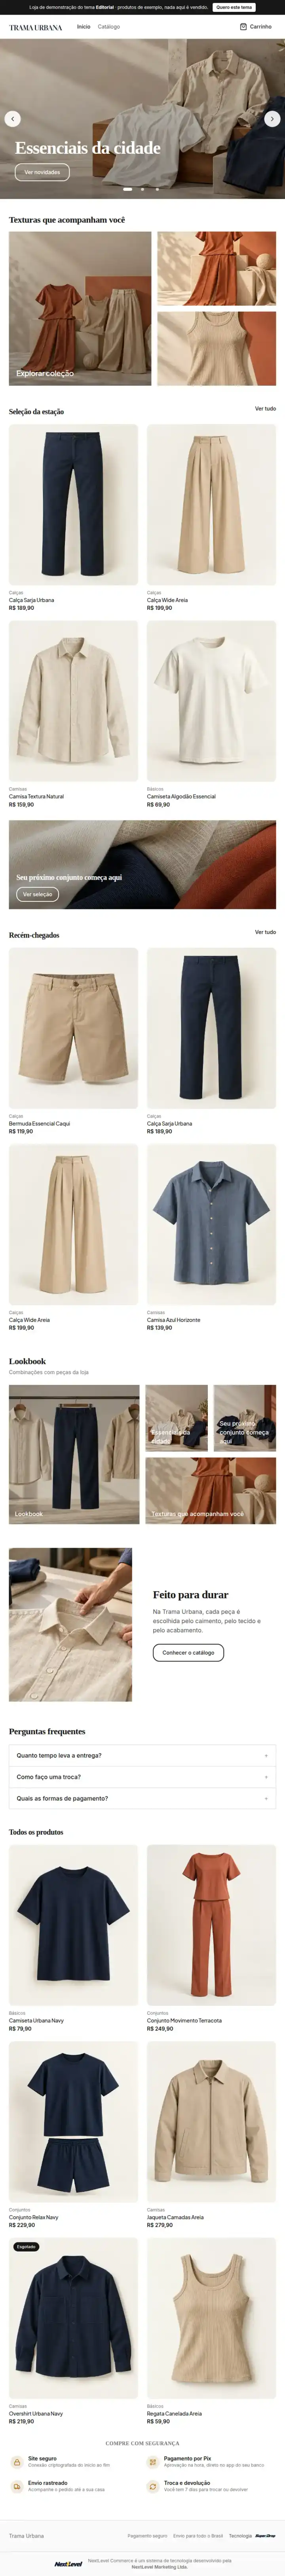 Loja de demonstração do tema Editorial · produtos de exemplo, nada aqui é vendido.
Quero este tema
TRAMA URBANA
Início
Catálogo
Carrinho
Essenciais da cidade
Ver novidades
Texturas que acompanham você
Explorar coleção
Seleção da estação
Ver tudo
Calças
Calça Sarja Urbana
R$ 189,90
Calças
Calça Wide Areia
R$ 199,90
Camisas
Camisa Textura Natural
R$ 159,90
Básicos
Camiseta Algodão Essencial
R$ 69,90
Seu próximo conjunto começa aqui
Ver seleção
Recém-chegados
Ver tudo
Calças
Bermuda Essencial Caqui
R$ 119,90
Calças
Calça Sarja Urbana
R$ 189,90
Calças
Calça Wide Areia
R$ 199,90
Camisas
Camisa Azul Horizonte
R$ 139,90
Lookbook
Combinações com peças da loja
Lookbook
Essenciais da
cidade
Seu próximo
conjunto começa
aqui
Texturas que acompanham você
Feito para durar
Na Trama Urbana, cada peça é
escolhida pelo caimento, pelo tecido e
pelo acabamento.
Conhecer o catálogo
Perguntas frequentes
Quanto tempo leva a entrega?
+
Como faço uma troca?
+
Quais as formas de pagamento?
+
Todos os produtos
Básicos
Camiseta Urbana Navy
R$ 79,90
Conjuntos
Conjunto Movimento Terracota
R$ 249,90
Conjuntos
Conjunto Relax Navy
R$ 229,90
Camisas
Jaqueta Camadas Areia
R$ 279,90
Esgotado
Camisas
Overshirt Urbana Navy
R$ 219,90
Básicos
Regata Canelada Areia
R$ 59,90
COMPRE COM SEGURANÇA
Site seguro
Conexão criptografada do início ao fim
Pagamento por Pix
Aprovação na hora, direto no app do seu banco
Envio rastreado
Acompanhe o pedido até a sua casa
Troca e devolução
Você tem 7 dias para trocar ou devolver
Trama Urbana
Pagamento seguro
Envio para todo o Brasil
Tecnologia
NextLevel
NextLevel Commerce é um sistema de tecnologia desenvolvido pela
NextLevel Marketing Ltda.